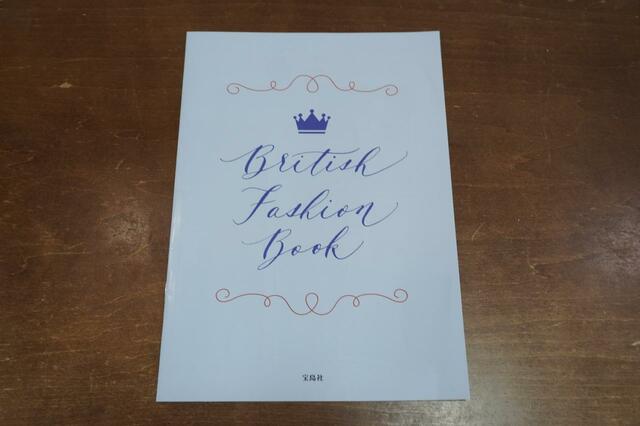 British
Fashion
Book
宝島社